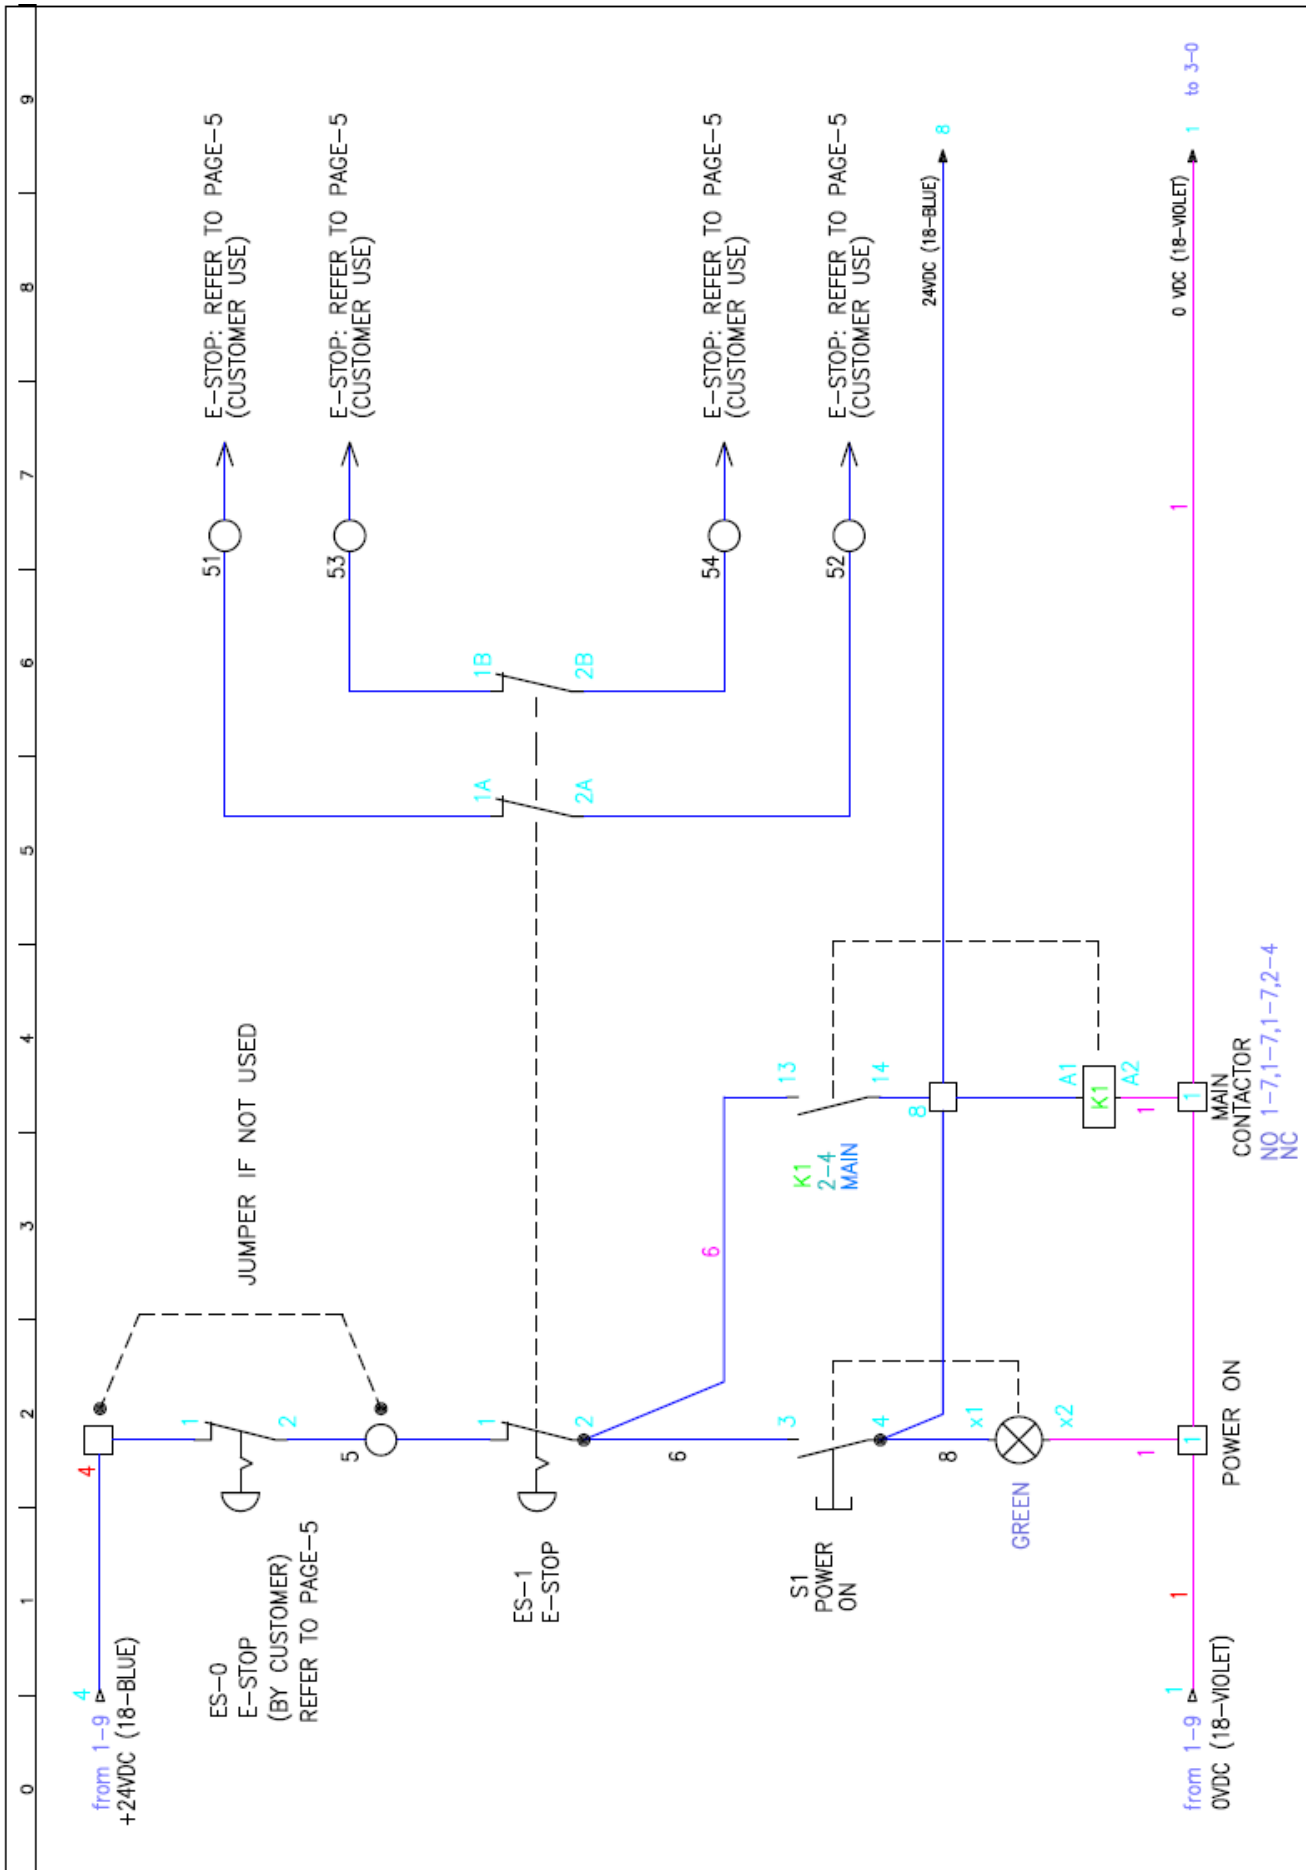 0 1 2 3 4 5 6 7 8 9
from 1-9 4
+24VDC (18-BLUE)
4
JUMPER IF NOT USED
ES-0
E-STOP
(BY CUSTOMER)
REFER TO PAGE-5
1
2
5
ES-1
E-STOP
1
2
6
6
S1
POWER
ON
3
4
K1
2-4
MAIN
13
14
8
8
GREEN
x1
x2
1
K1
A1
A2
1
1A
2A
1B
2B
51
E-STOP: REFER TO PAGE-5
(CUSTOMER USE)
53
E-STOP: REFER TO PAGE-5
(CUSTOMER USE)
54
E-STOP: REFER TO PAGE-5
(CUSTOMER USE)
52
E-STOP: REFER TO PAGE-5
(CUSTOMER USE)
24VDC (18-BLUE)
8
from 1-9 1
0VDC (18-VIOLET)
1
1
POWER ON
1
MAIN
CONTACTOR
NO 1-7,1-7,1-7,2-4
NC
1
0 VDC (18-VIOLET)
1 to 3-0